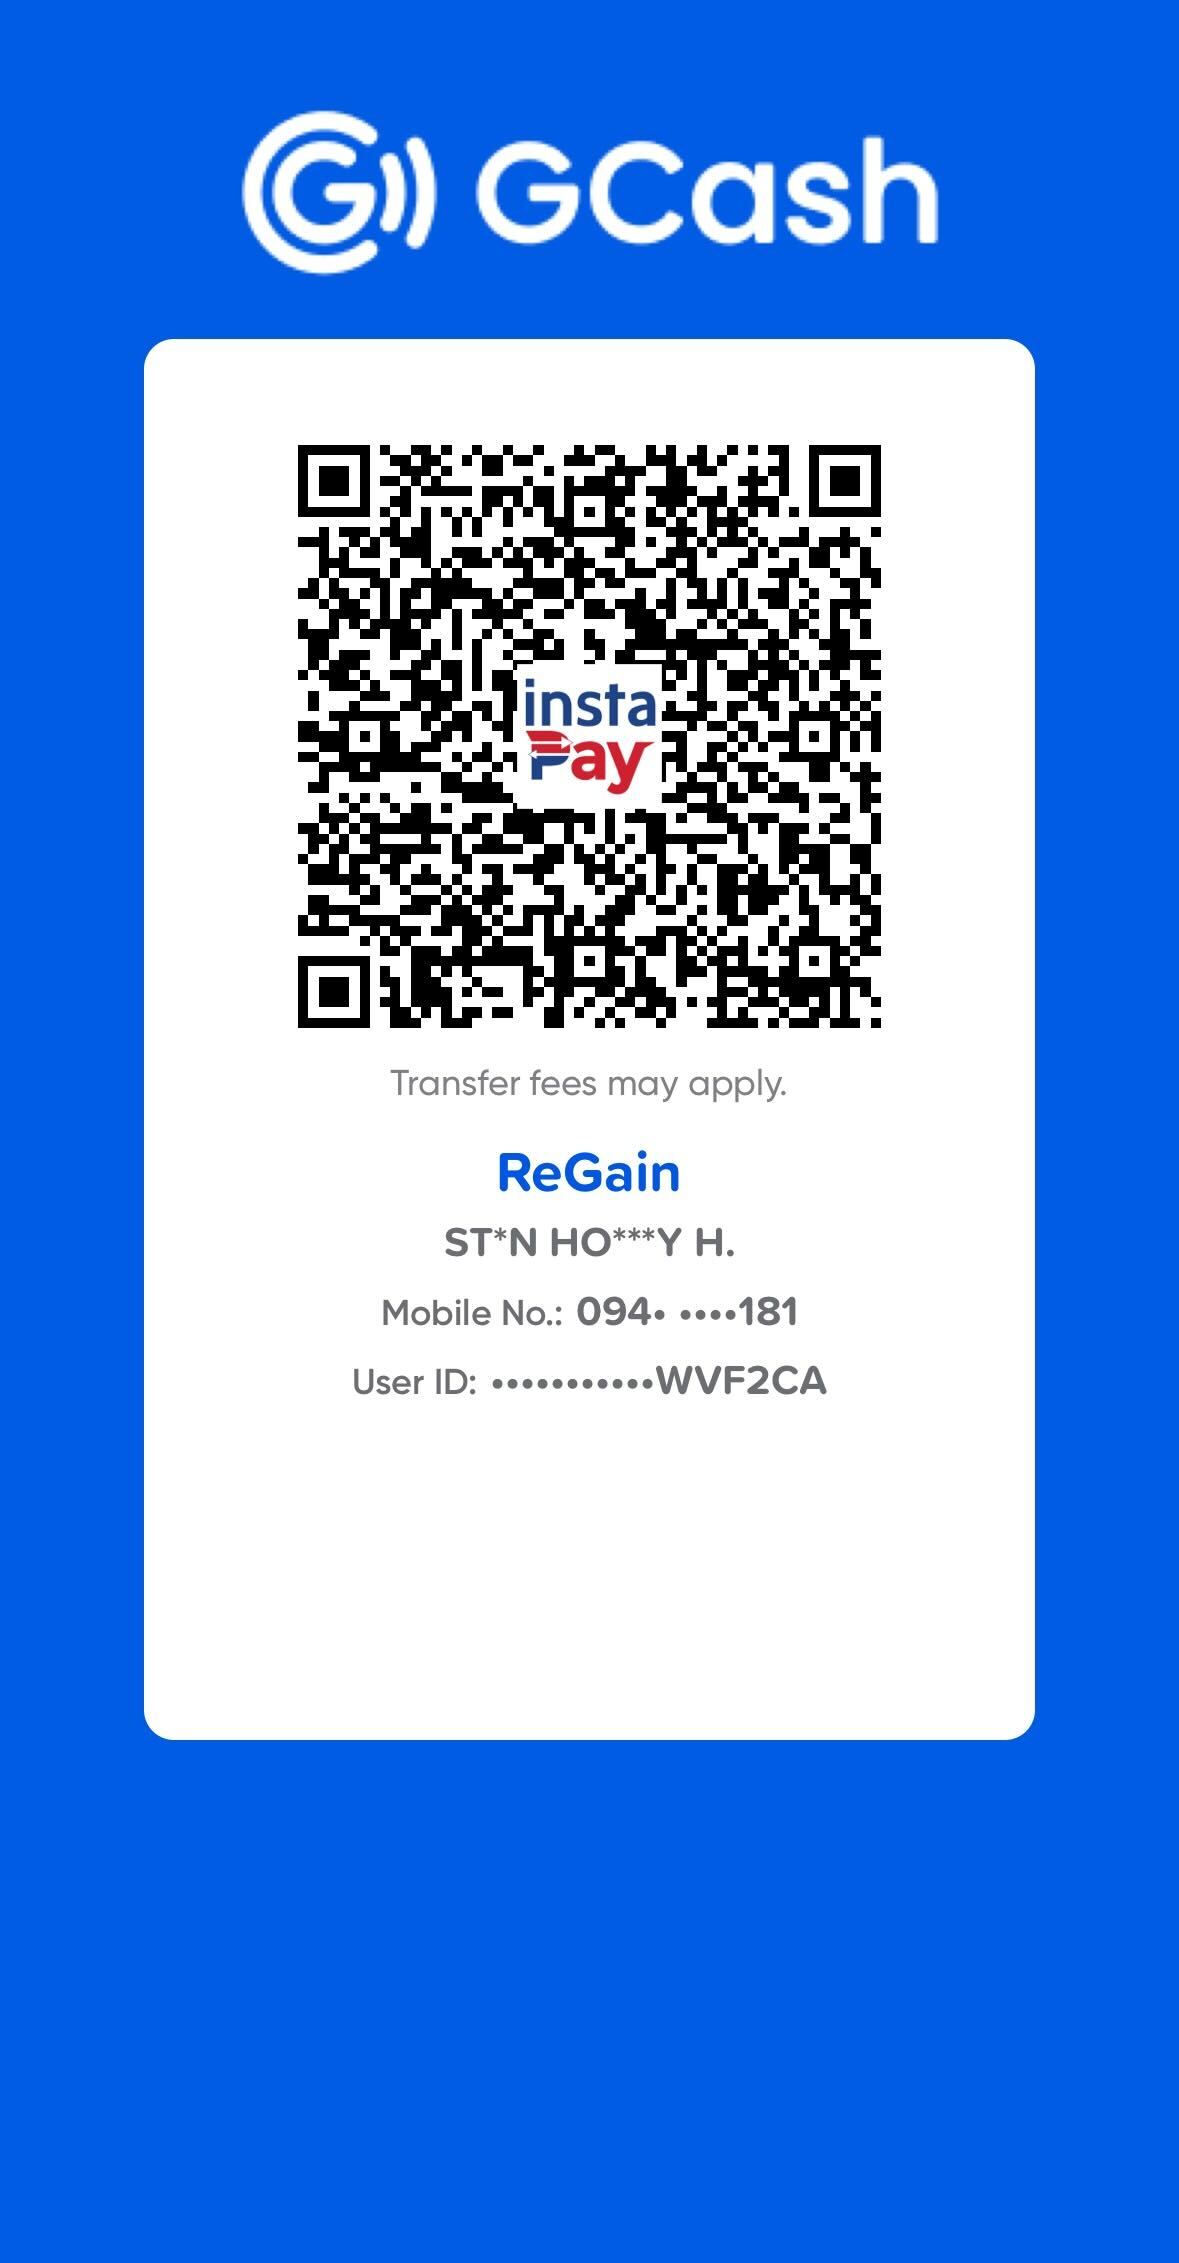 GCash
insta
Pay
Transfer fees may apply.
ReGain
ST*N HO***Y H.
Mobile No.: 094• ••••181
User ID: •••••••••••WVF2CA